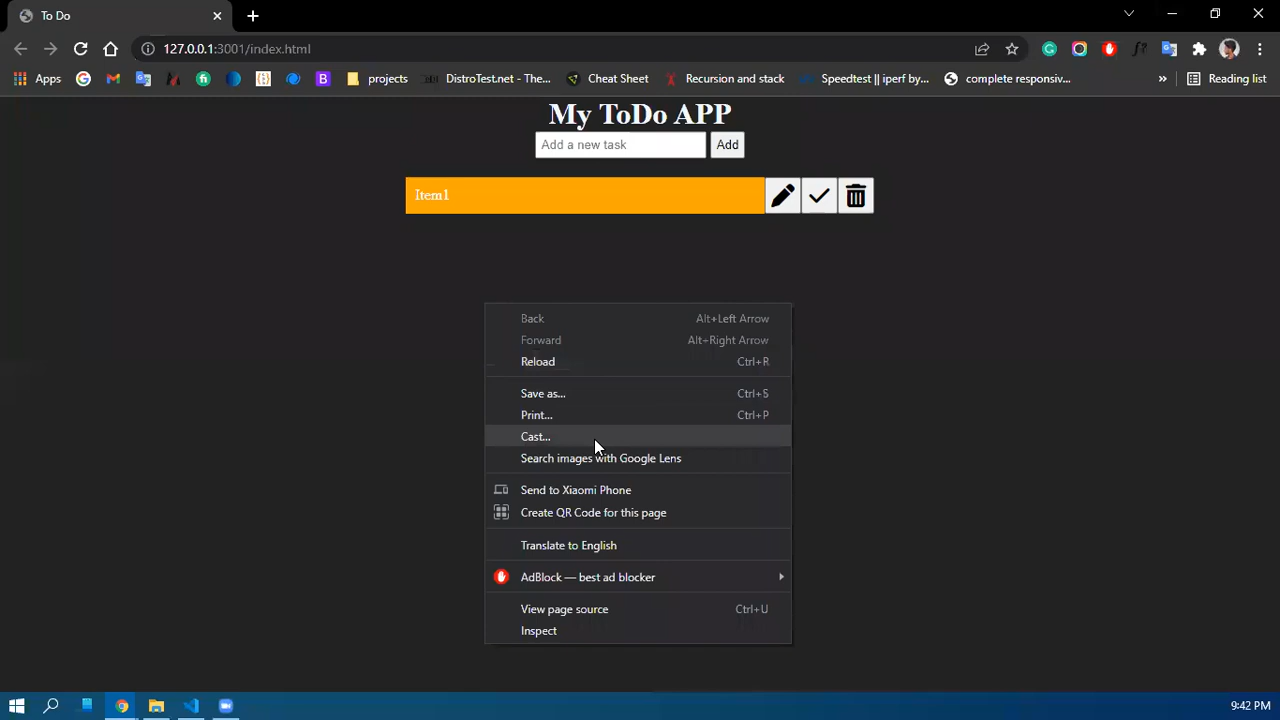 To Do
127.0.0.1:3001/index.html
Apps
projects
DistroTest.net - The...
Cheat Sheet
Recursion and stack
Speedtest || iperf by...
complete responsiv...
»
Reading list
My ToDo APP
Add a new task
Add
Item1
Back Alt+Left Arrow
Forward Alt+Right Arrow
Reload Ctrl+R
Save as... Ctrl+S
Print... Ctrl+P
Cast...
Search images with Google Lens
Send to Xiaomi Phone
Create QR Code for this page
Translate to English
AdBlock — best ad blocker
View page source Ctrl+U
Inspect
9:42 PM